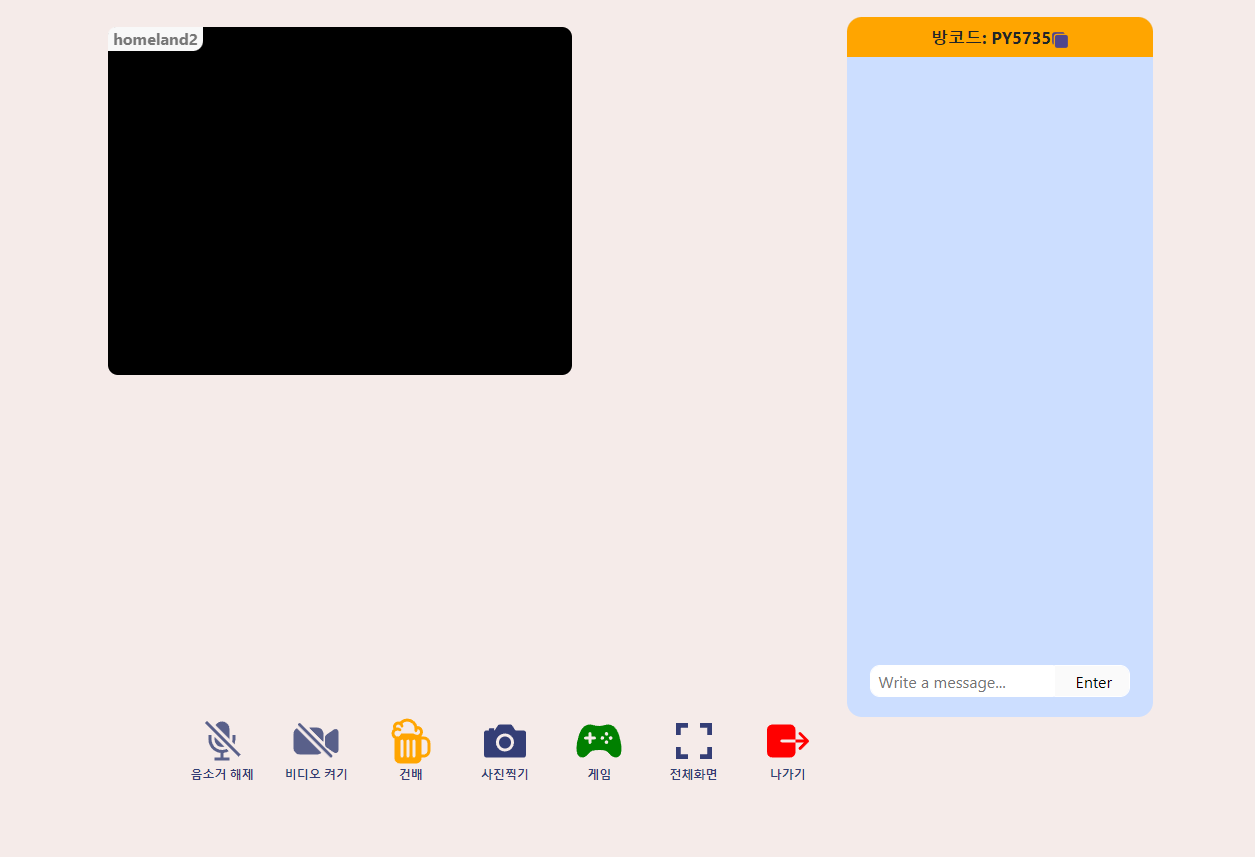 homeland2
방코드: PY5735
Write a message...
Enter
음소거 해제
비디오 켜기
건배
사진찍기
게임
전체화면
나가기